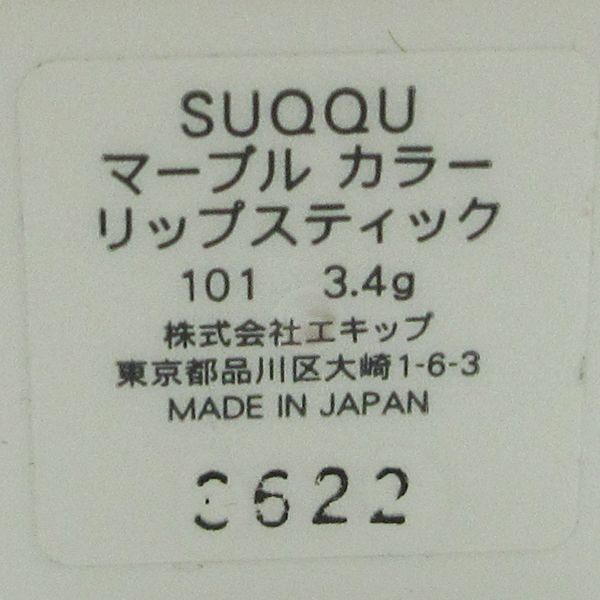 SUQQU
マーブル カラー
リップスティック
101 3.4g
株式会社エキップ
東京都品川区大崎1-6-3
MADE IN JAPAN